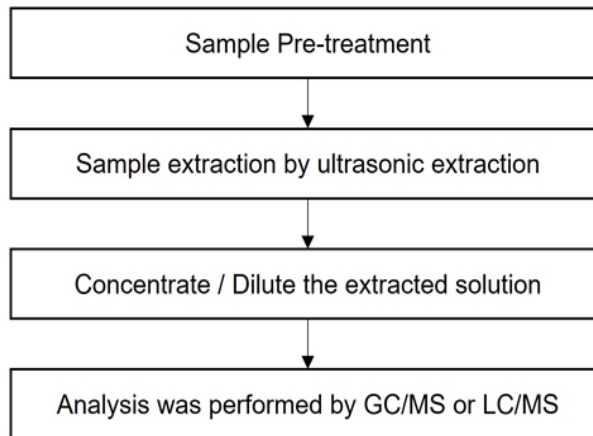 Sample Pre-treatment
Sample extraction by ultrasonic extraction
Concentrate / Dilute the extracted solution
Analysis was performed by GC/MS or LC/MS